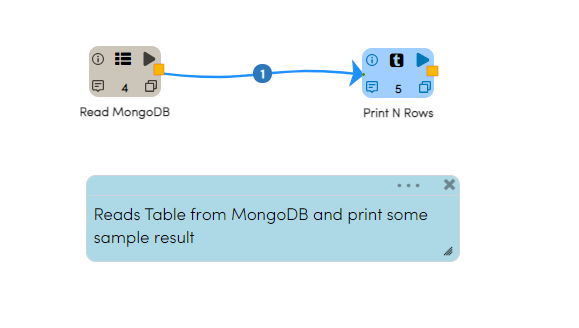 1
4
5
Read MongoDB
Print N Rows
Reads Table from MongoDB and print some
sample result